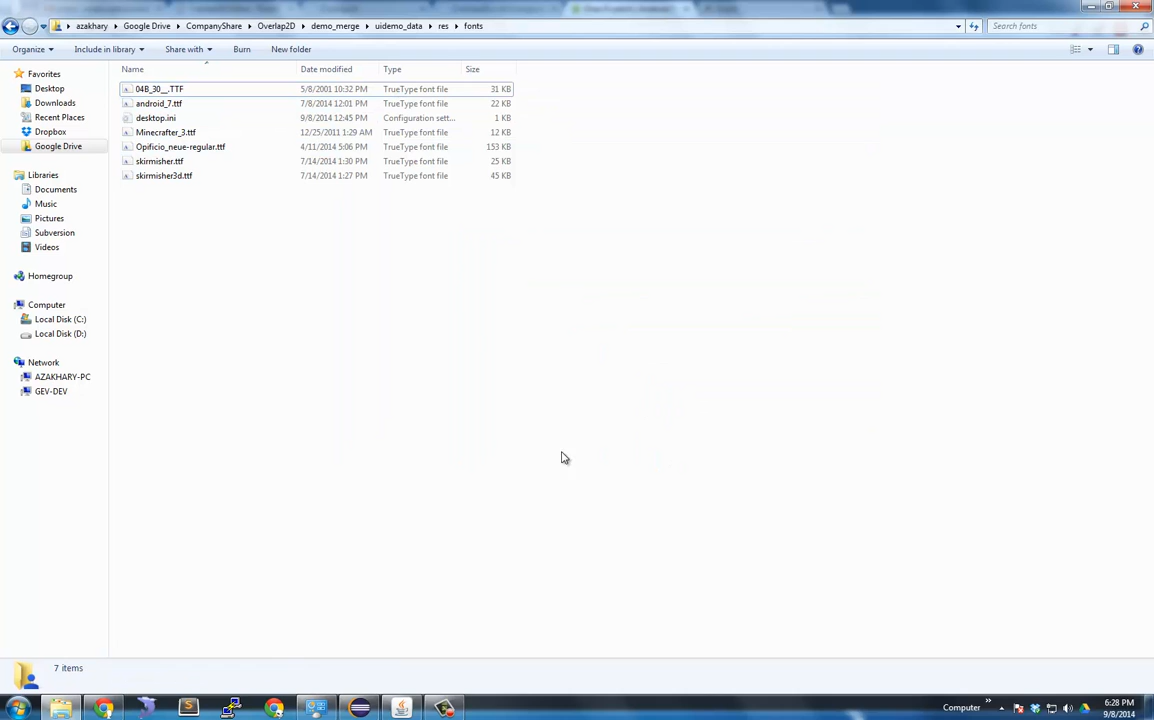 azakhary Google Drive CompanyShare Overlap2D demo_merge uidemo_data res fonts Search fonts
Organize Include in library Share with Burn New folder
Name Date modified Type Size
04B_30__.TTF 5/8/2001 10:32 PM TrueType font file 31 KB
android_7.ttf 7/8/2014 12:01 PM TrueType font file 22 KB
desktop.ini 9/8/2014 12:45 PM Configuration sett... 1 KB
Minecrafter_3.ttf 12/25/2011 1:29 AM TrueType font file 12 KB
Opificio_neue-regular.ttf 4/11/2014 5:06 PM TrueType font file 153 KB
skirmisher.ttf 7/14/2014 1:30 PM TrueType font file 25 KB
skirmisher3d.ttf 7/14/2014 1:27 PM TrueType font file 45 KB
Favorites
Desktop
Downloads
Recent Places
Dropbox
Google Drive
Libraries
Documents
Music
Pictures
Subversion
Videos
Homegroup
Computer
Local Disk (C:)
Local Disk (D:)
Network
AZAKHARY-PC
GEV-DEV
7 items
Computer
6:28 PM
9/8/2014